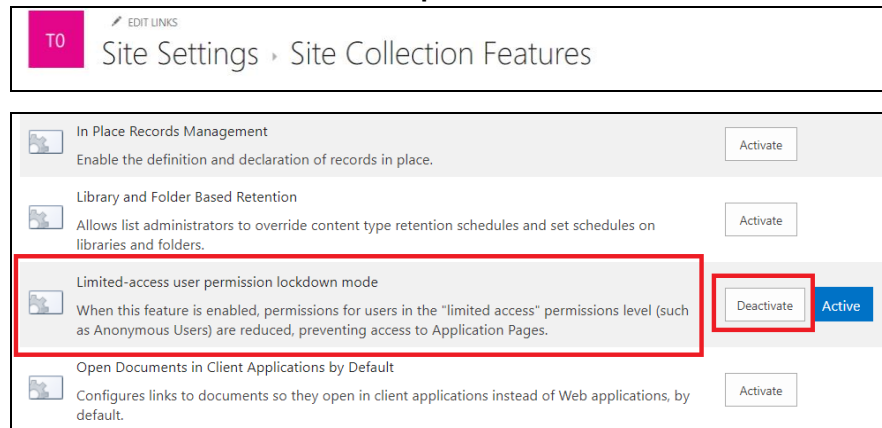 EDIT LINKS
TO
Site Settings › Site Collection Features
In Place Records Management
Activate
Enable the definition and declaration of records in place.
Library and Folder Based Retention
Activate
Allows list administrators to override content type retention schedules and set schedules on
libraries and folders.
Limited-access user permission lockdown mode
When this feature is enabled, permissions for users in the "limited access" permissions level (such
as Anonymous Users) are reduced, preventing access to Application Pages.
Deactivate
Active
Open Documents in Client Applications by Default
Activate
Configures links to documents so they open in client applications instead of Web applications, by
default.